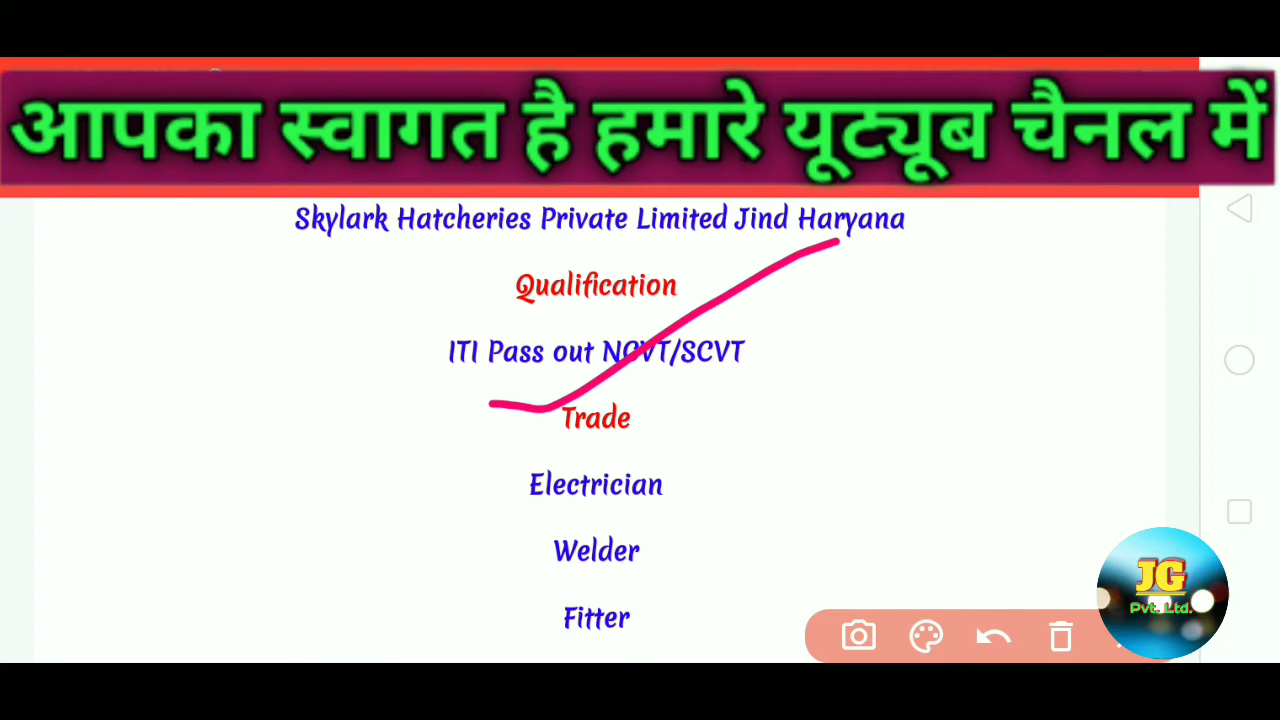 आपका स्वागत है हमारे यूट्यूब चैनल में
Skylark Hatcheries Private Limited Jind Haryana
Qualification
ITI Pass out NCVT/SCVT
Trade
Electrician
Welder
Fitter
JG
Pvt. Ltd.